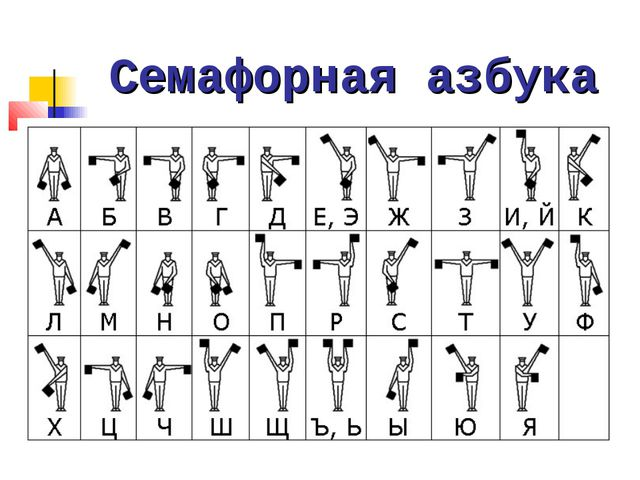 Семафорная азбука
А Б В Г Д Е, Э Ж З И, Й К
Л М Н О П Р С Т У Ф
Х Ц Ч Ш Щ Ъ, Ь Ы Ю Я